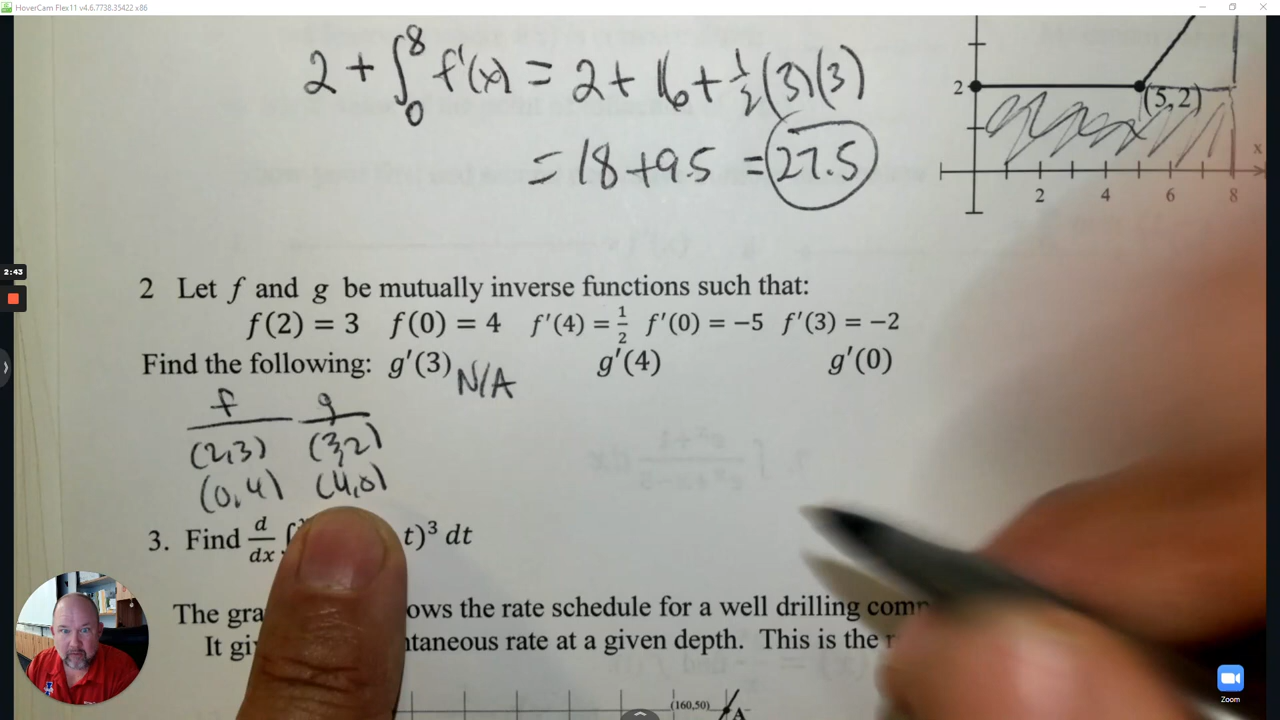 HoverCam Flex11 v4.6.7738.35422 x86
2 + ∫₀⁸ f'(x) = 2 + 16 + ½(3)(3)
= 18 + 9.5 = 27.5
2
(5,2)
x
2 4 6 8
2:43
2 Let f and g be mutually inverse functions such that:
f(2) = 3 f(0) = 4 f′(4) = 1/2 f′(0) = −5 f′(3) = −2
Find the following: g′(3) N/A g′(4) g′(0)
f g
(2,3) (3,2)
(0,4) (4,0)
3. Find d/dx ∫ t)³ dt
The gra ows the rate schedule for a well drilling com
It gi ntaneous rate at a given depth. This is the
(160,50)
A
Zoom